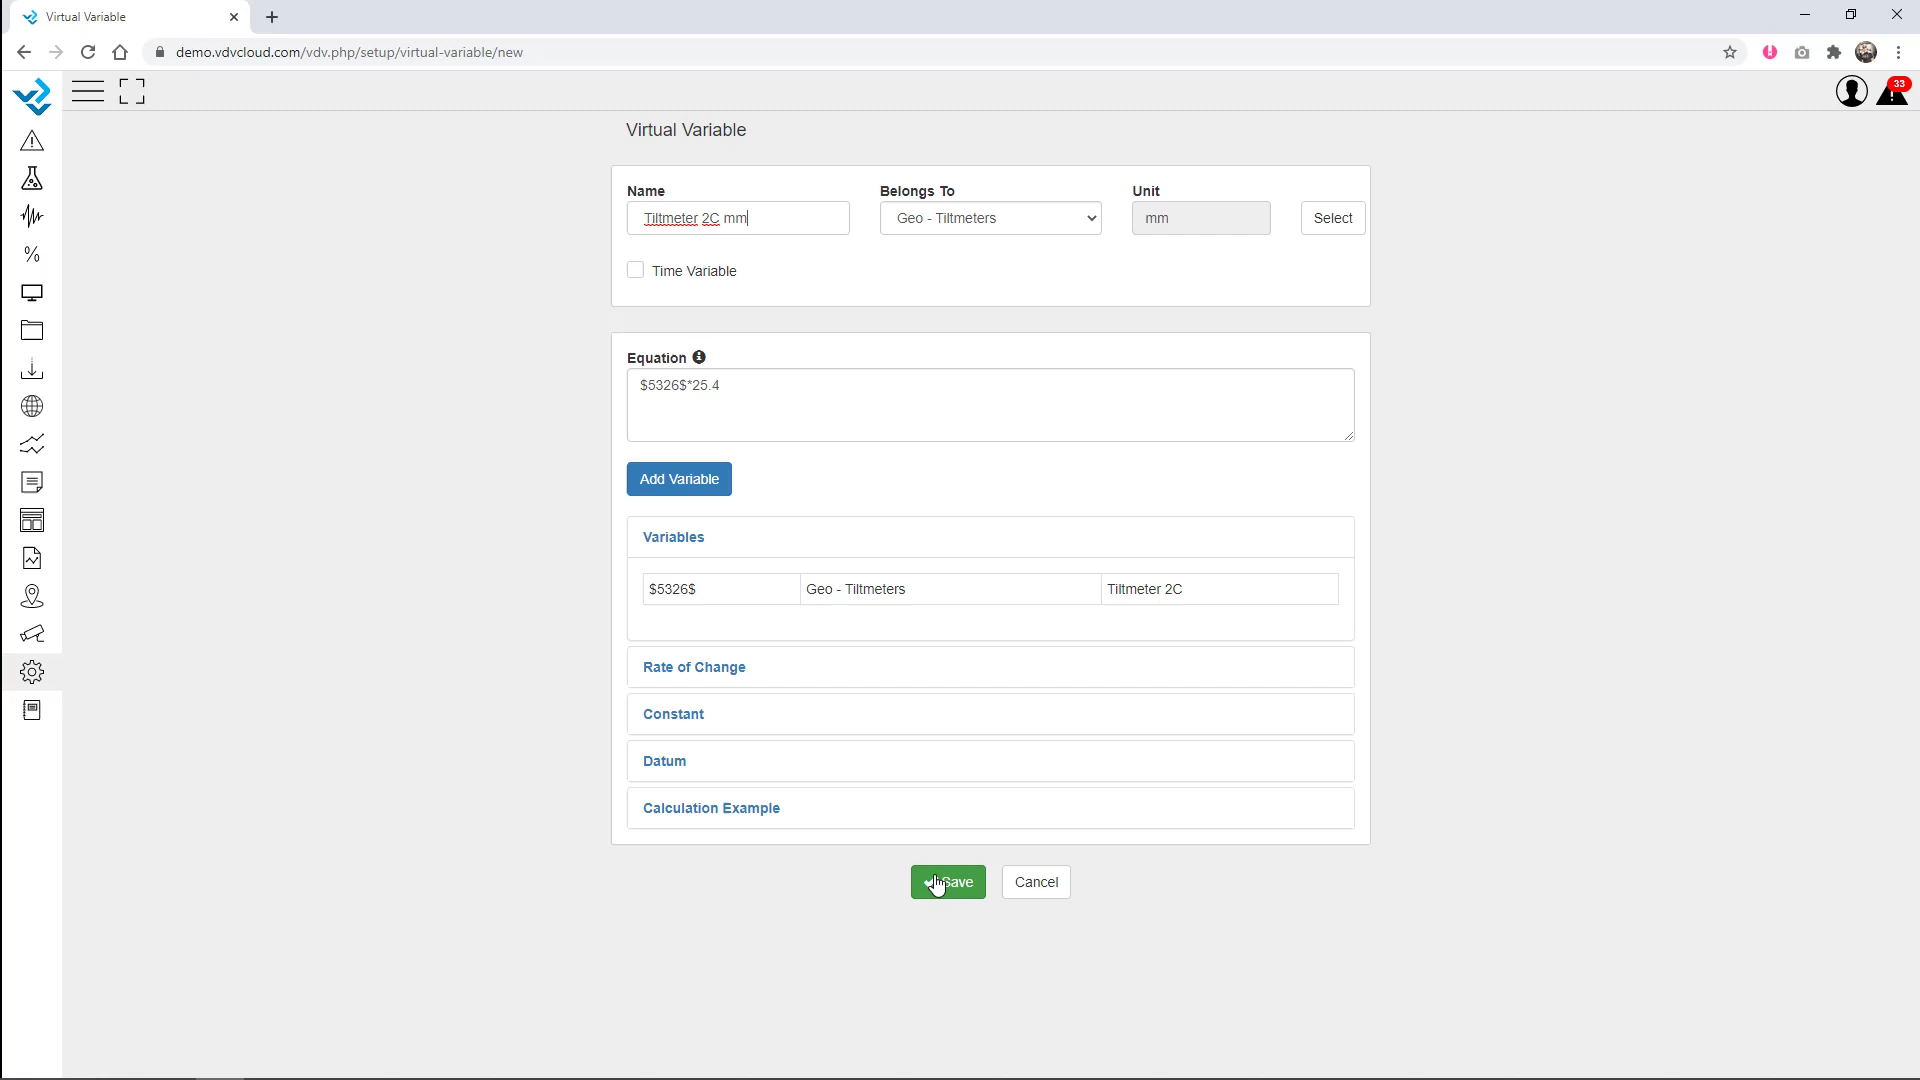 Virtual Variable
demo.vdvcloud.com/vdv.php/setup/virtual-variable/new
33
Virtual Variable
Name
Belongs To
Unit
Tiltmeter 2C mm
Geo - Tiltmeters
mm
Select
Time Variable
Equation
$5326$*25.4
Add Variable
Variables
$5326$
Geo - Tiltmeters
Tiltmeter 2C
Rate of Change
Constant
Datum
Calculation Example
Save
Cancel